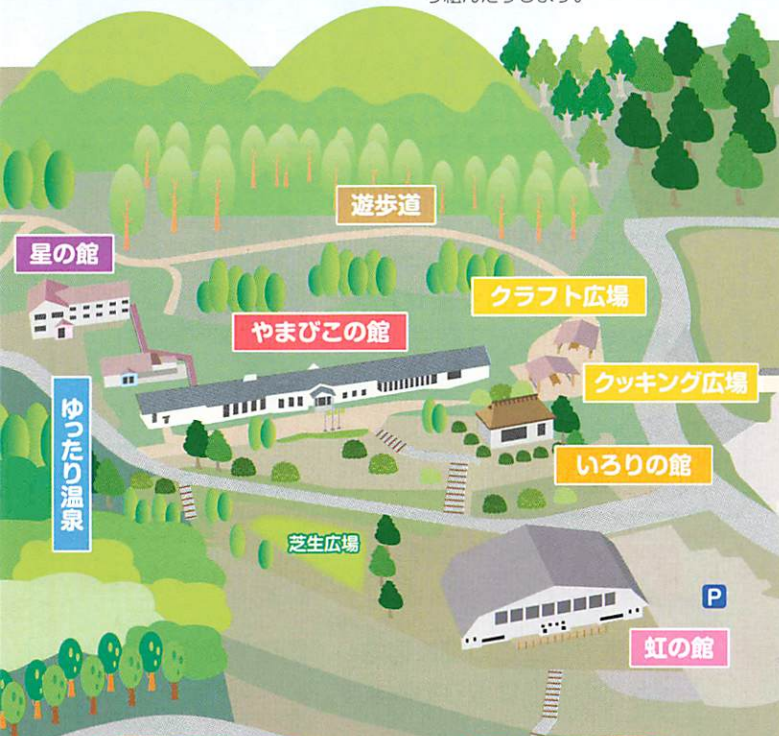 遊歩道
星の館
クラフト広場
やまびこの館
クッキング広場
ゆったり温泉
いろりの館
芝生広場
P
虹の館